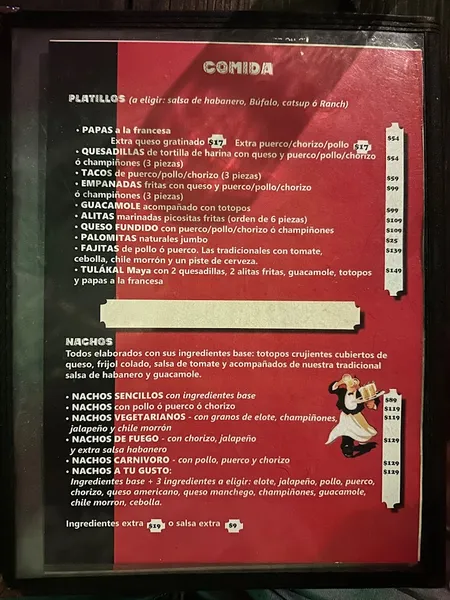 COMIDA
PLATILLOS (a eligir: salsa de habanero, Búfalo, catsup ó Ranch)
• PAPAS a la francesa $54
Extra queso gratinado $17 Extra puerco/chorizo/pollo $17
• QUESADILLAS de tortilla de harina con queso y puerco/pollo/chorizo $54
ó champiñones (3 piezas)
• TACOS de puerco/pollo/chorizo (3 piezas) $59
• EMPANADAS fritas con queso y puerco/pollo/chorizo $99
ó champiñones (3 piezas)
• GUACAMOLE acompañado con totopos $99
• ALITAS marinadas picositas fritas (orden de 6 piezas) $109
• QUESO FUNDIDO con puerco/pollo/chorizo ó champiñones $109
• PALOMITAS naturales jumbo $25
• FAJITAS de pollo ó puerco. Las tradicionales con tomate, $139
cebolla, chile morrón y un piste de cerveza.
• TULÁKAL Maya con 2 quesadillas, 2 alitas fritas, guacamole, totopos $149
y papas a la francesa
NACHOS
Todos elaborados con sus ingredientes base: totopos crujientes cubiertos de
queso, frijol colado, salsa de tomate y acompañados de nuestra tradicional
salsa de habanero y guacamole.
• NACHOS SENCILLOS con ingredientes base $89
• NACHOS con pollo ó puerco ó chorizo $119
• NACHOS VEGETARIANOS - con granos de elote, champiñones, $119
jalapeño y chile morrón
• NACHOS DE FUEGO - con chorizo, jalapeño $129
y extra salsa habanero
• NACHOS CARNIVORO - con pollo, puerco y chorizo $129
• NACHOS A TU GUSTO: $129
Ingredientes base + 3 ingredientes a eligir: elote, jalapeño, pollo, puerco,
chorizo, queso americano, queso manchego, champiñones, guacamole,
chile morron, cebolla.
Ingredientes extra $19 o salsa extra $9